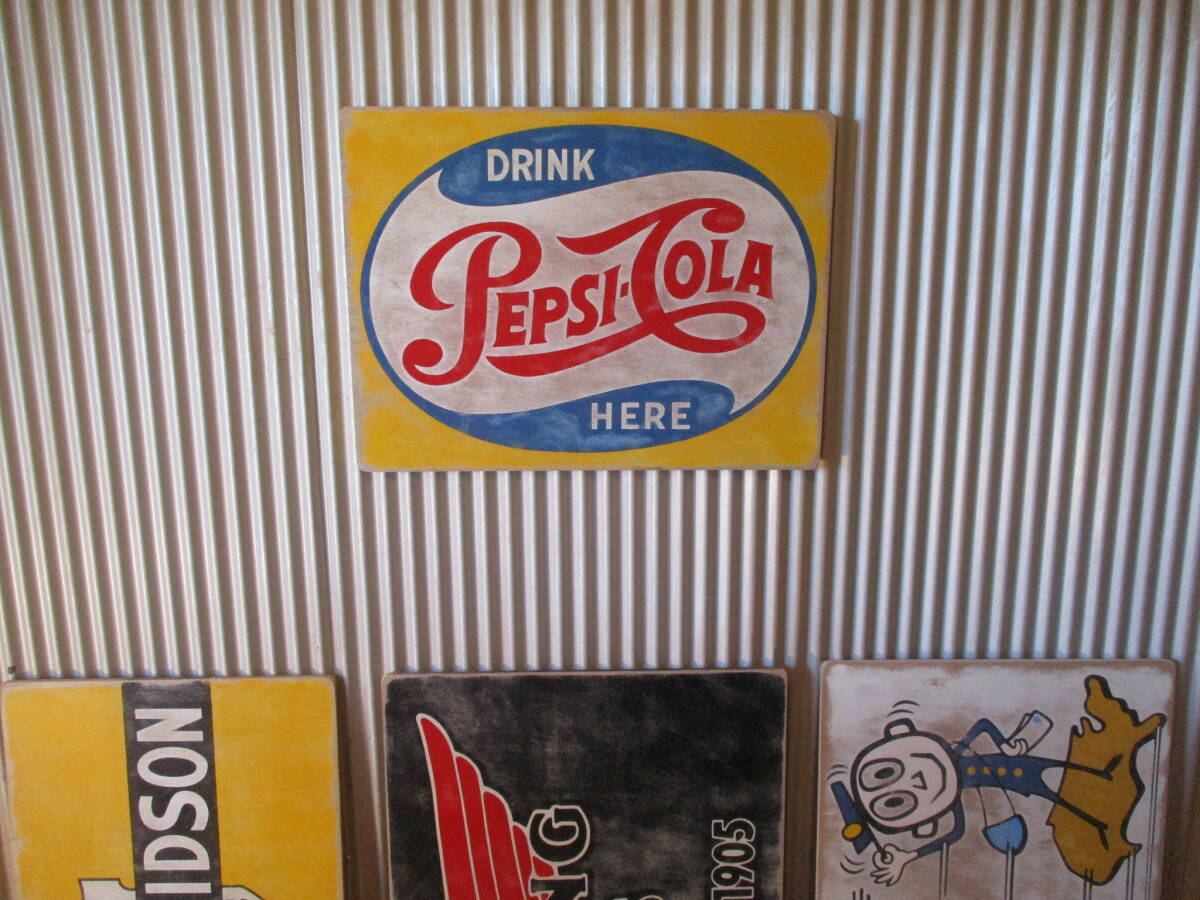 DRINK
PEPSI-COLA
HERE
IDSON
NG
1905